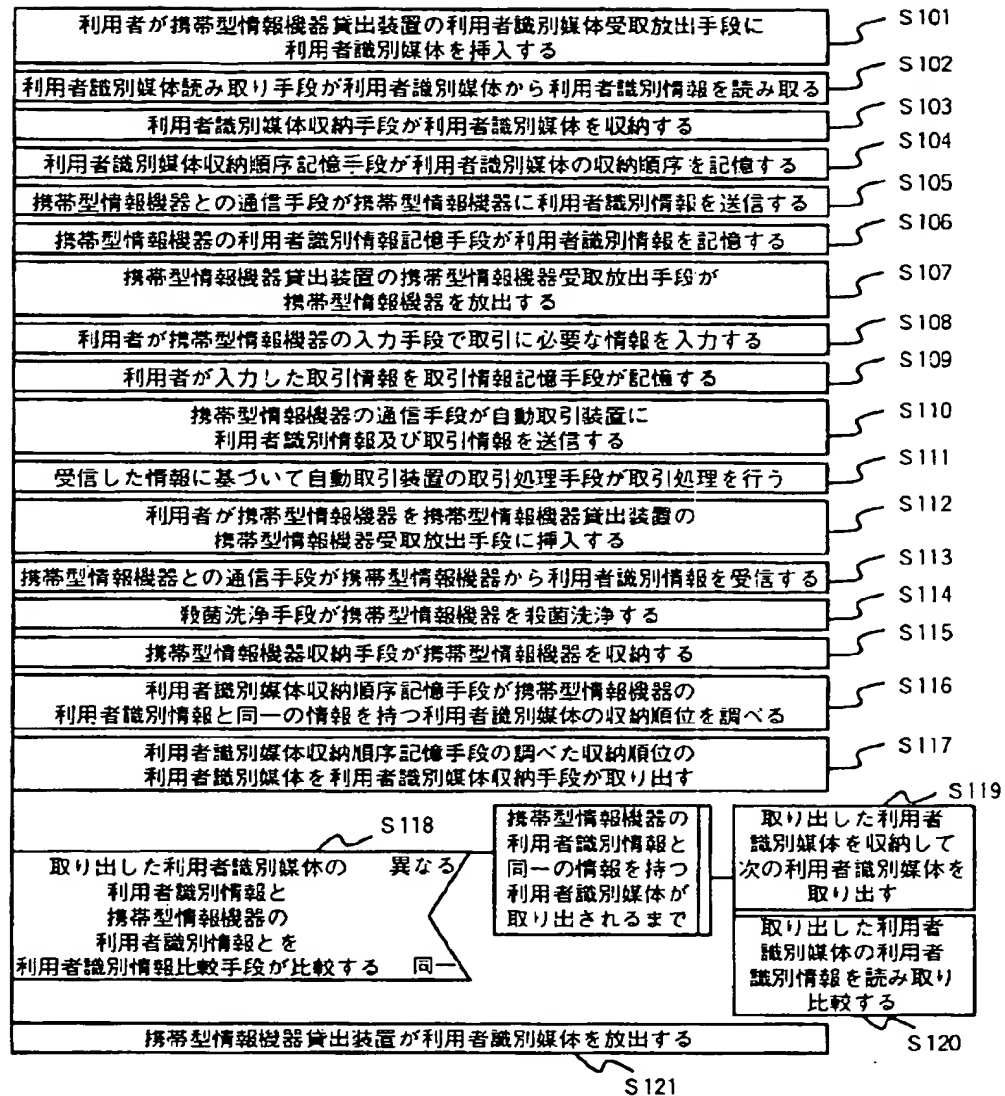 利用者が携帯型情報機器貸出装置の利用者識別媒体受取放出手段に
利用者識別媒体を挿入する
S101
利用者識別媒体読み取り手段が利用者識別媒体から利用者識別情報を読み取る
S102
利用者識別媒体収納手段が利用者識別媒体を収納する
S103
利用者識別媒体収納順序記憶手段が利用者識別媒体の収納順序を記憶する
S104
携帯型情報機器との通信手段が携帯型情報機器に利用者識別情報を送信する
S105
携帯型情報機器の利用者識別情報記憶手段が利用者識別情報を記憶する
S106
携帯型情報機器貸出装置の携帯型情報機器受取放出手段が
携帯型情報機器を放出する
S107
利用者が携帯型情報機器の入力手段で取引に必要な情報を入力する
S108
利用者が入力した取引情報を取引情報記憶手段が記憶する
S109
携帯型情報機器の通信手段が自動取引装置に
利用者識別情報及び取引情報を送信する
S110
受信した情報に基づいて自動取引装置の取引処理手段が取引処理を行う
S111
利用者が携帯型情報機器を携帯型情報機器貸出装置の
携帯型情報機器受取放出手段に挿入する
S112
携帯型情報機器との通信手段が携帯型情報機器から利用者識別情報を受信する
S113
殺菌洗浄手段が携帯型情報機器を殺菌洗浄する
S114
携帯型情報機器収納手段が携帯型情報機器を収納する
S115
利用者識別媒体収納順序記憶手段が携帯型情報機器の
利用者識別情報と同一の情報を持つ利用者識別媒体の収納順位を調べる
S116
利用者識別媒体収納順序記憶手段の調べた収納順位の
利用者識別媒体を利用者識別媒体収納手段が取り出す
S117
S118
取り出した利用者識別媒体の 異なる
利用者識別情報と
携帯型情報機器の
利用者識別情報とを
利用者識別情報比較手段が比較する 同一
携帯型情報機器の
利用者識別情報と
同一の情報を持つ
利用者識別媒体が
取り出されるまで
S119
取り出した利用者
識別媒体を収納して
次の利用者識別媒体を
取り出す
取り出した利用者
識別媒体の利用者
識別情報を読み取り
比較する
S120
携帯型情報機器貸出装置が利用者識別媒体を放出する
S121